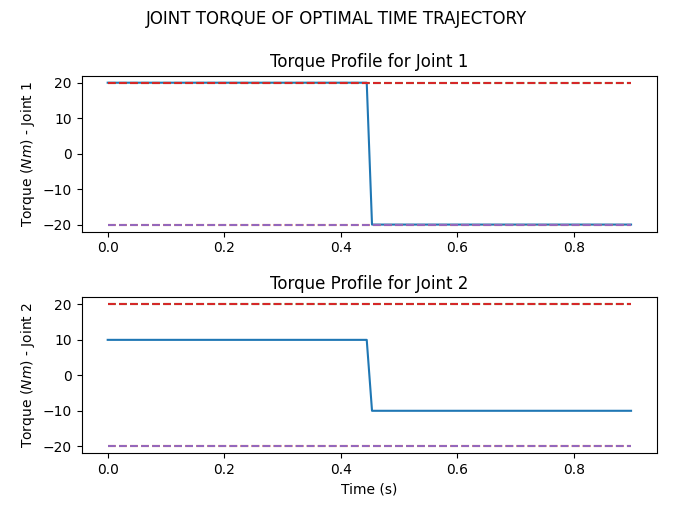 JOINT TORQUE OF OPTIMAL TIME TRAJECTORY
Torque Profile for Joint 1
Torque (Nm) - Joint 1
20
10
0
−10
−20
0.0 0.2 0.4 0.6 0.8
Torque Profile for Joint 2
Torque (Nm) - Joint 2
20
10
0
−10
−20
0.0 0.2 0.4 0.6 0.8
Time (s)